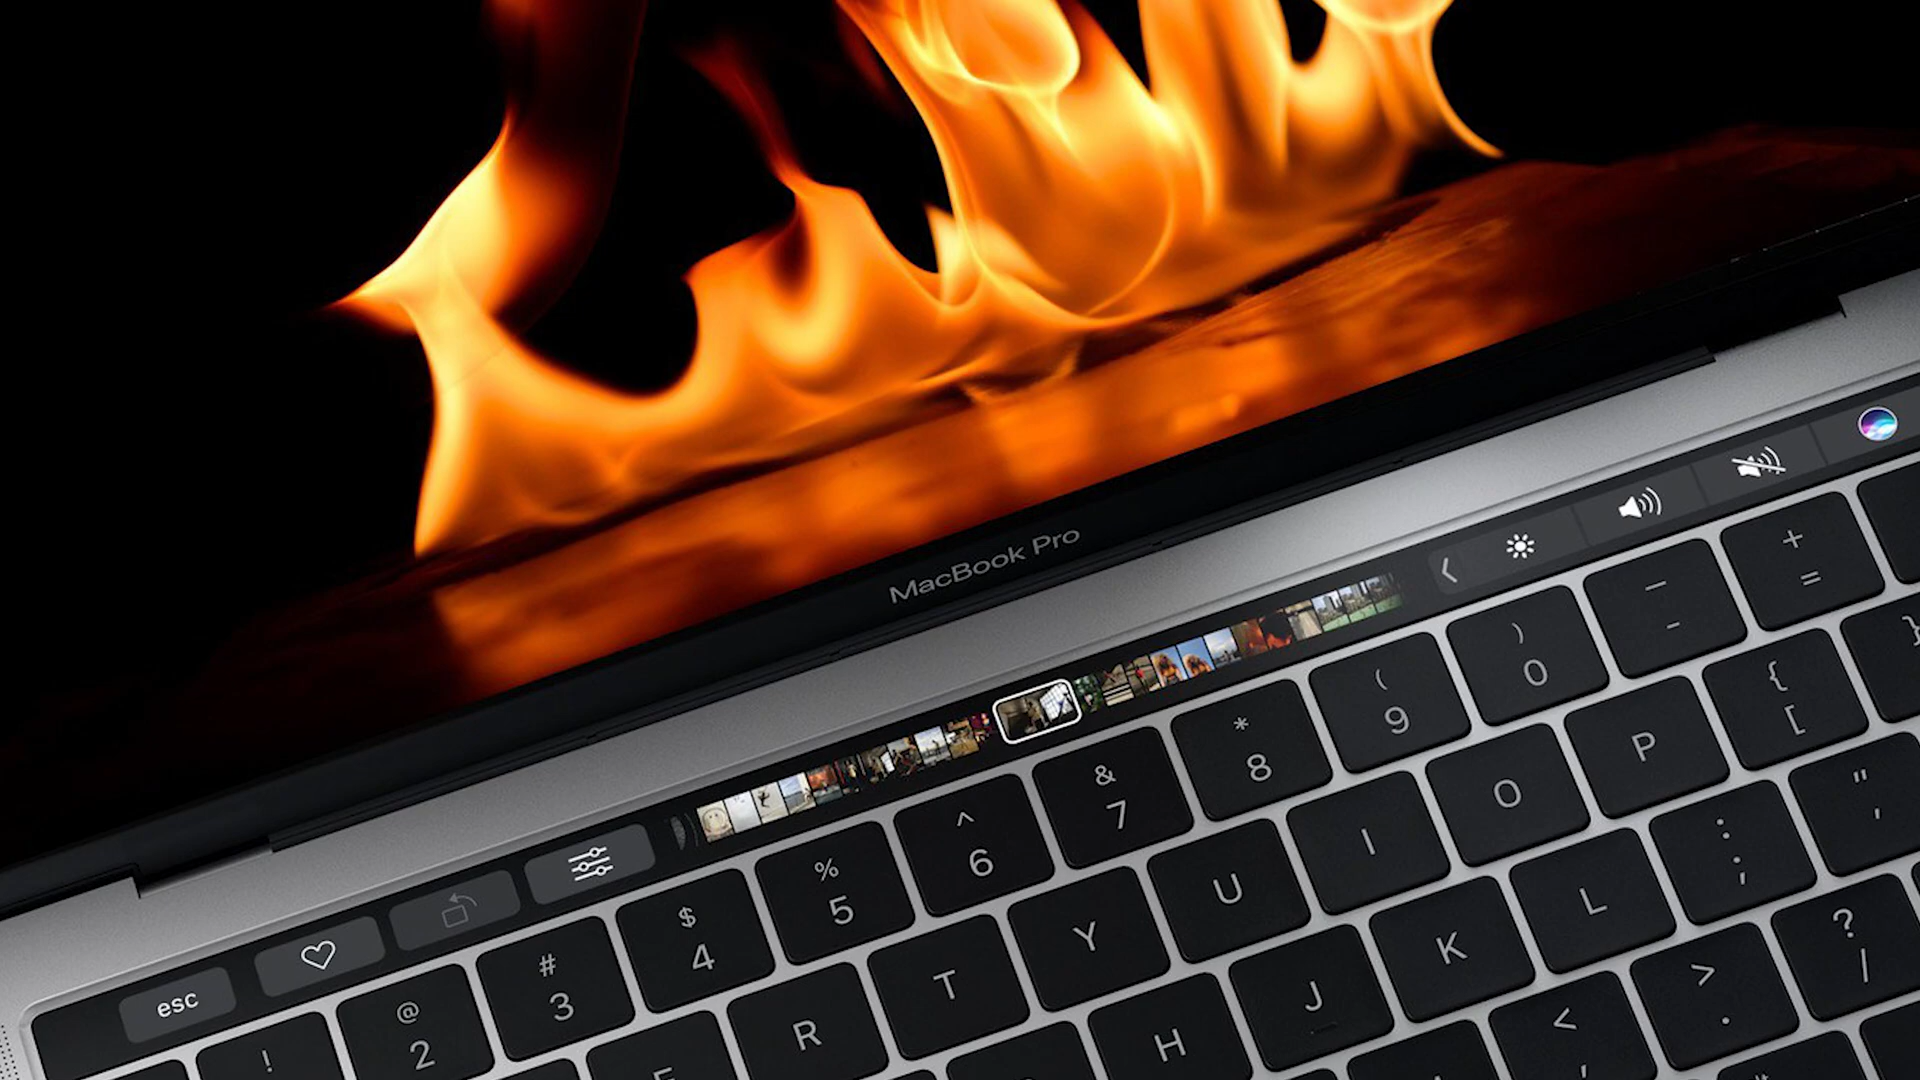 MacBook Pro
esc
! @ 2 # 3 $ 4 % 5 ^ 6 & 7 * 8 ( 9 ) 0 — - + =
R T Y U I O P { [ }
H J K L : ; " '
< , > . ? /